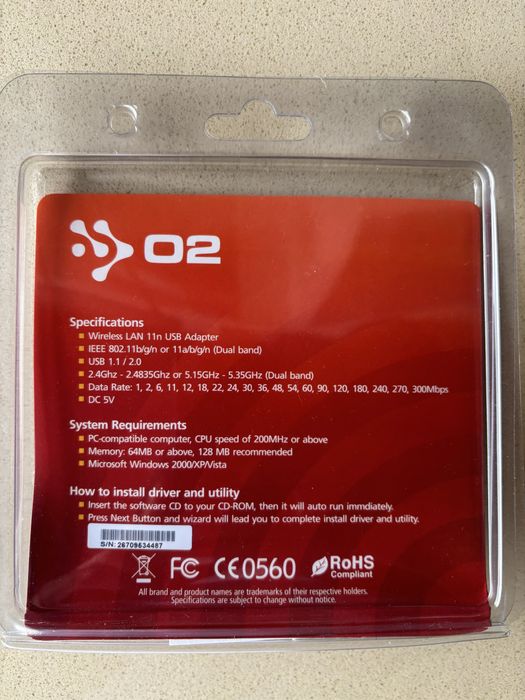 O2
Specifications
Wireless LAN 11n USB Adapter
IEEE 802.11b/g/n or 11a/b/g/n (Dual band)
USB 1.1 / 2.0
2.4Ghz - 2.4835Ghz or 5.15GHz - 5.35GHz (Dual band)
Data Rate: 1, 2, 6, 11, 12, 18, 22, 24, 30, 36, 48, 54, 60, 90, 120, 180, 240, 270, 300Mbps
DC 5V
System Requirements
PC-compatible computer, CPU speed of 200MHz or above
Memory: 64MB or above, 128 MB recommended
Microsoft Windows 2000/XP/Vista
How to install driver and utility
Insert the software CD to your CD-ROM, then it will auto run immdiately.
Press Next Button and wizard will lead you to complete install driver and utility.
S/N: 26709634487
FC CE0560 RoHS
Compliant
All brand and product names are trademarks of their respective holders.
Specifications are subject to change without notice.